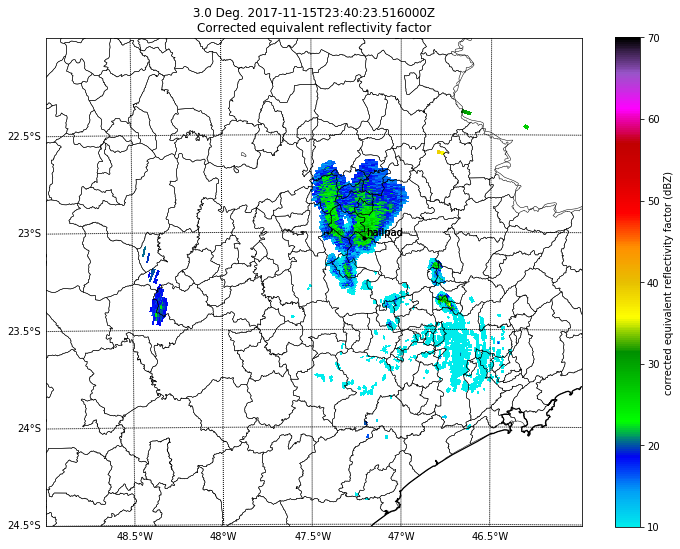 3.0 Deg. 2017-11-15T23:40:23.516000Z
Corrected equivalent reflectivity factor
22.5°S
23°S
23.5°S
24°S
24.5°S
48.5°W
48°W
47.5°W
47°W
46.5°W
hailpad
70
60
50
40
30
20
10
corrected equivalent reflectivity factor (dBZ)